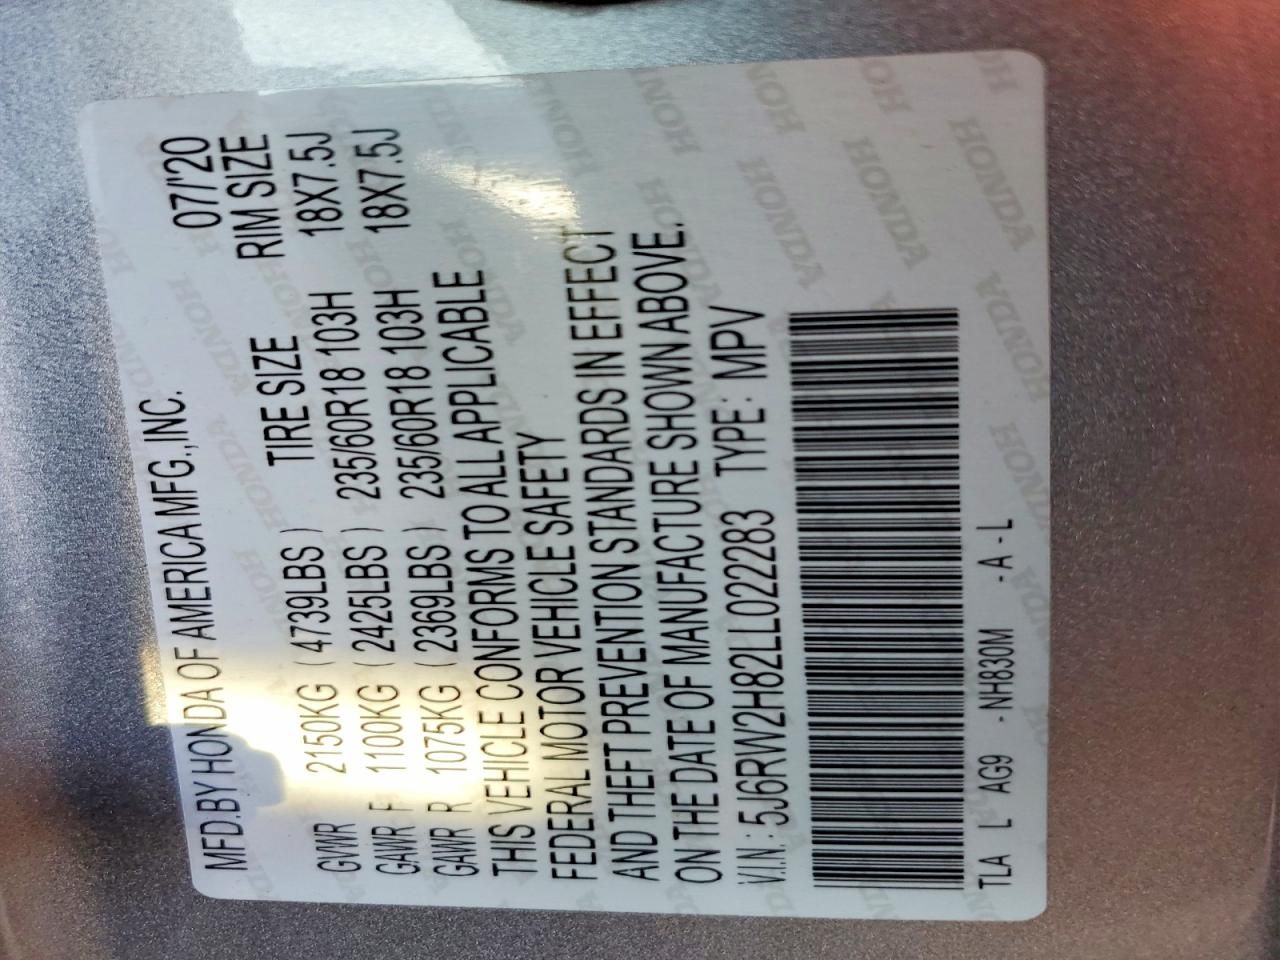 MFD.BY HONDA OF AMERICA MFG.,INC. 07/'20
TIRE SIZE RIM SIZE
GVWR 2150KG ( 4739LBS ) 235/60R18 103H 18X7.5J
GAWR F 1100KG ( 2425LBS ) 235/60R18 103H 18X7.5J
GAWR R 1075KG ( 2369LBS )
THIS VEHICLE CONFORMS TO ALL APPLICABLE
FEDERAL MOTOR VEHICLE SAFETY
AND THEFT PREVENTION STANDARDS IN EFFECT
ON THE DATE OF MANUFACTURE SHOWN ABOVE.
V.I.N.: 5J6RW2H82LL022283 TYPE: MPV
TLA L AG9 -NH830M -A-L